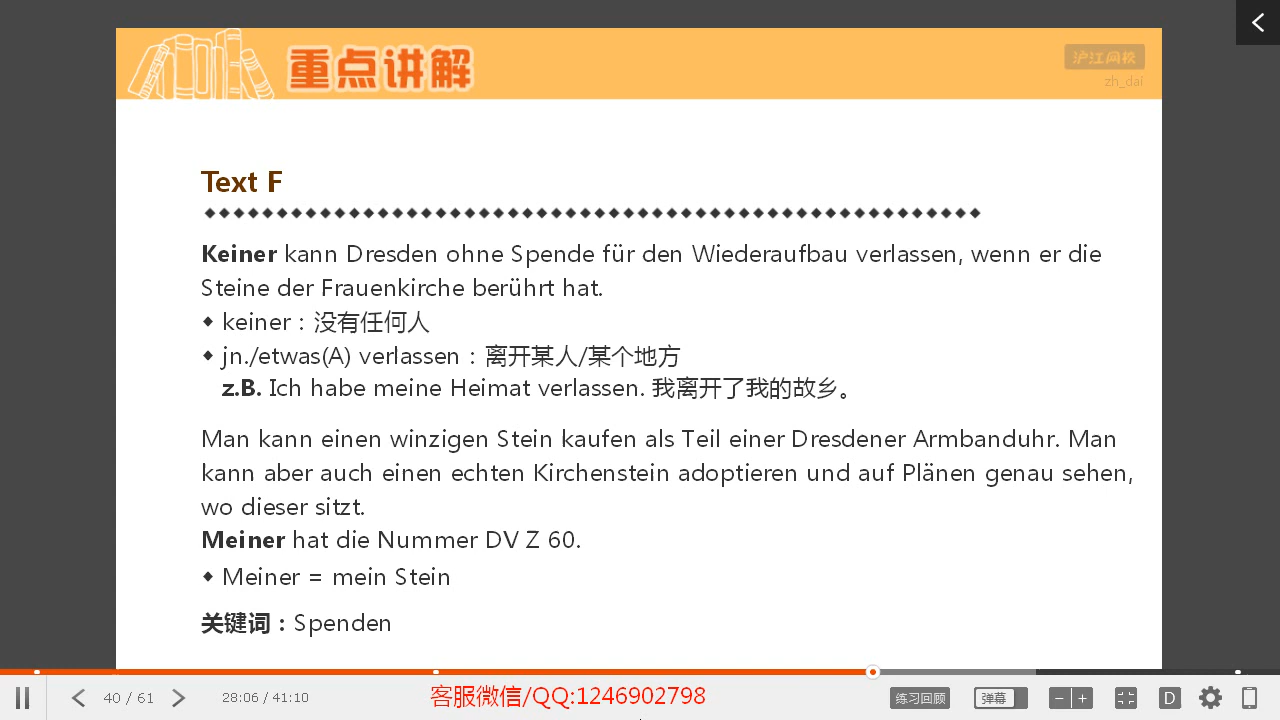 重点讲解
沪江网校
zh_dai
Text F
Keiner kann Dresden ohne Spende für den Wiederaufbau verlassen, wenn er die
Steine der Frauenkirche berührt hat.
keiner：没有任何人
jn./etwas(A) verlassen：离开某人/某个地方
z.B. Ich habe meine Heimat verlassen. 我离开了我的故乡。
Man kann einen winzigen Stein kaufen als Teil einer Dresdener Armbanduhr. Man
kann aber auch einen echten Kirchenstein adoptieren und auf Plänen genau sehen,
wo dieser sitzt.
Meiner hat die Nummer DV Z 60.
Meiner = mein Stein
关键词：Spenden
40 / 61
28:06 / 41:10
客服微信/QQ:1246902798
练习回顾
弹幕
D